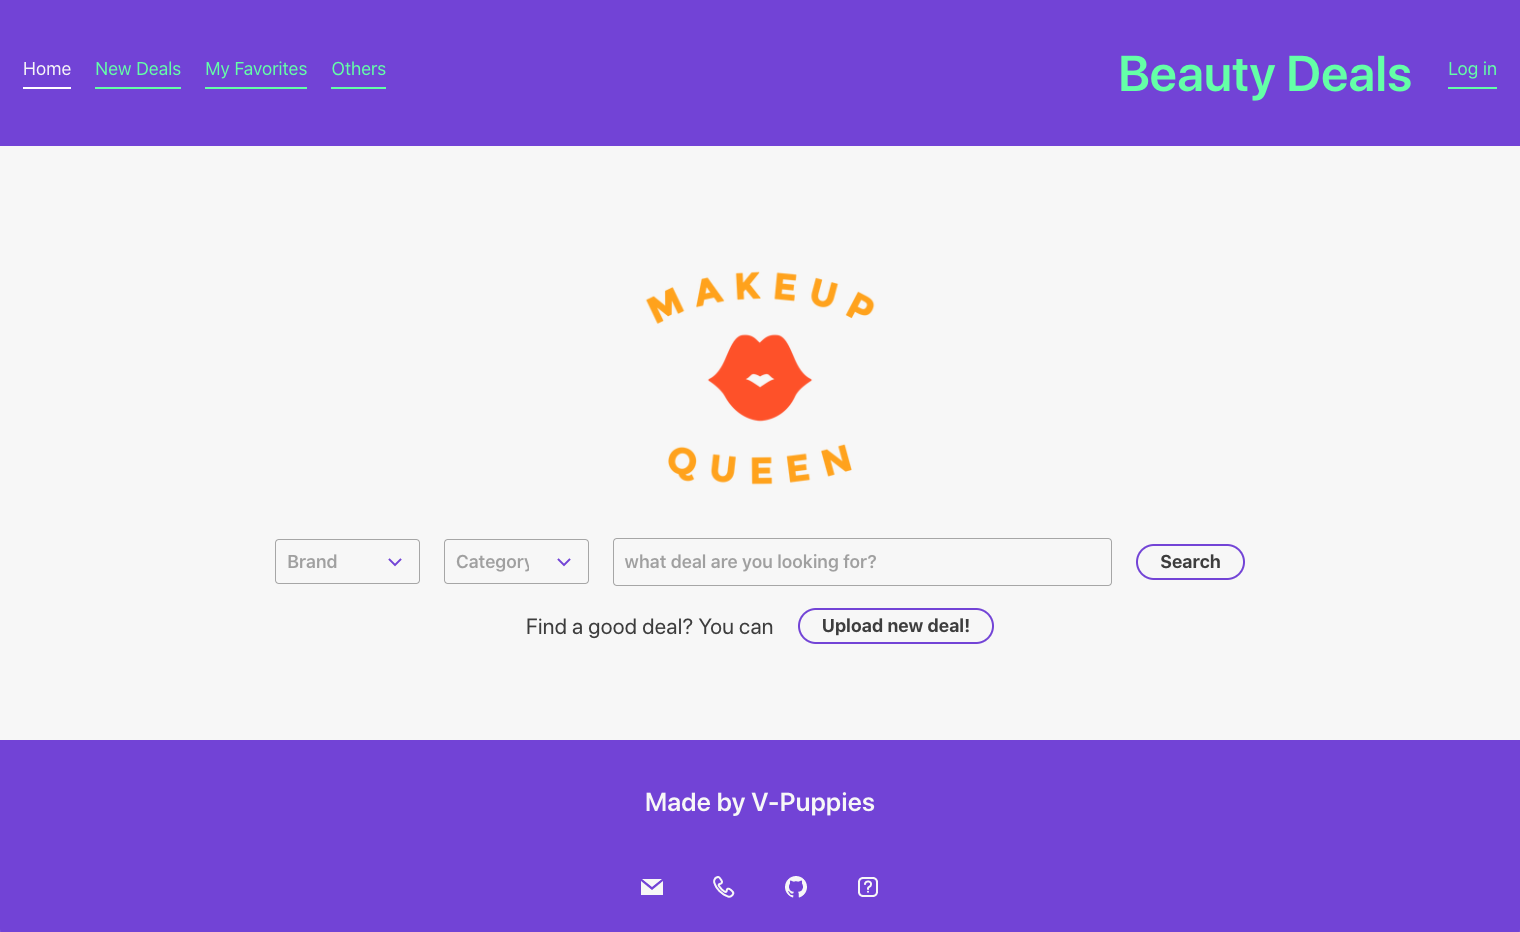 Home New Deals My Favorites Others Beauty Deals Log in
MAKEUP
QUEEN
Brand Category what deal are you looking for? Search
Find a good deal? You can Upload new deal!
Made by V-Puppies
?